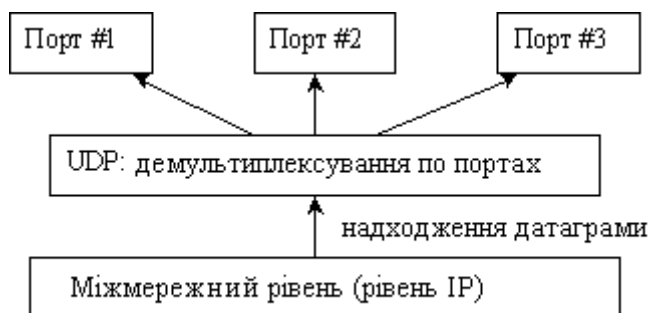 Порт #1 Порт #2 Порт #3
UDP: демультиплексування по портах
надходження датаграми
Міжмережний рівень (рівень IP)